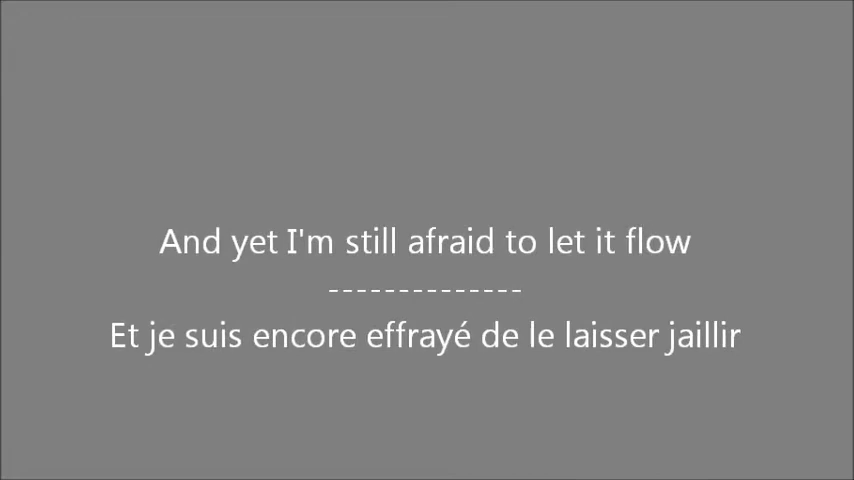 And yet I'm still afraid to let it flow
--------------
Et je suis encore effrayé de le laisser jaillir